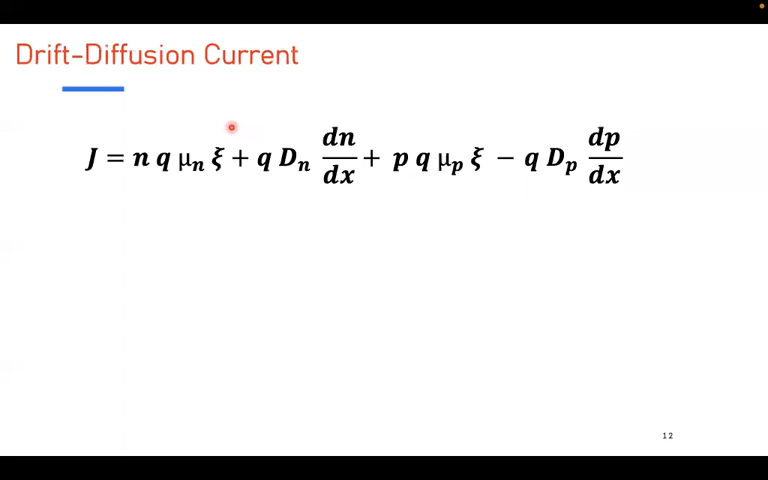 Drift-Diffusion Current
J = n q μₙ ξ + q Dₙ dn/dx + p q μₚ ξ − q Dₚ dp/dx
12